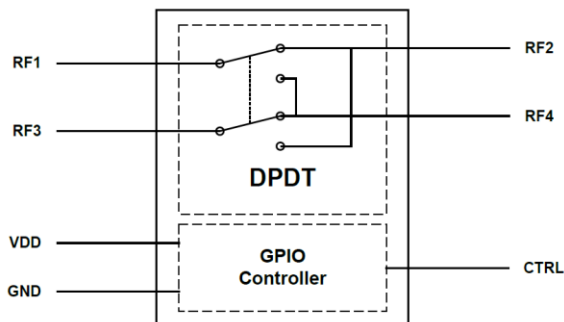 RF1
RF2
RF3
RF4
DPDT
VDD
GPIO
Controller
CTRL
GND